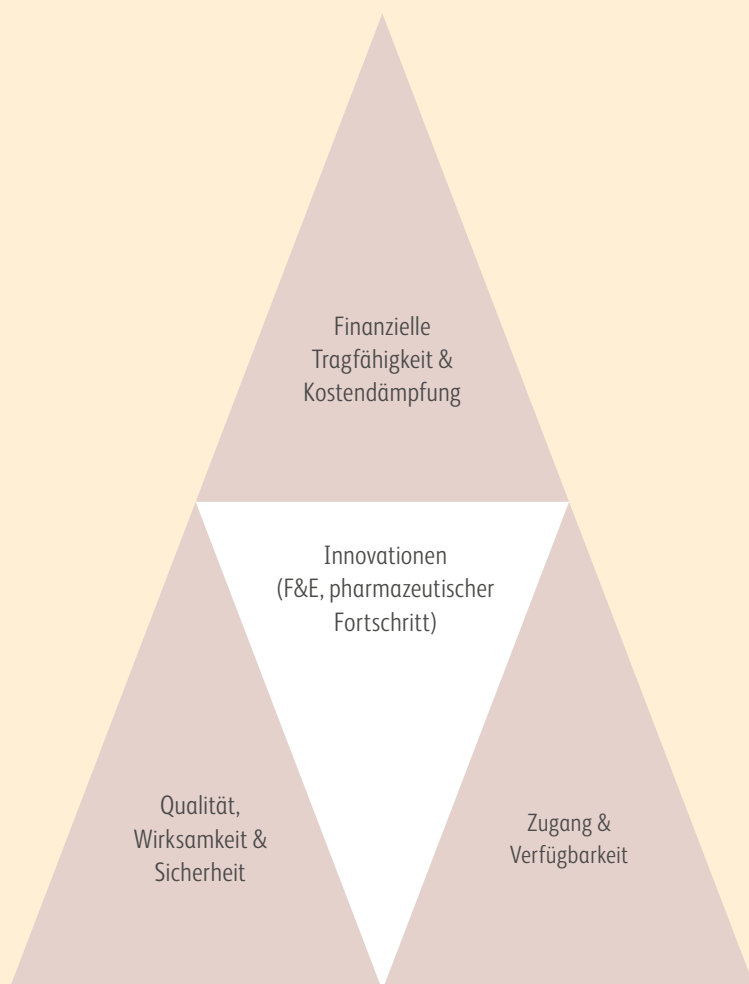 Finanzielle
Tragfähigkeit &
Kostendämpfung
Innovationen
(F&E, pharmazeutischer
Fortschritt)
Qualität,
Wirksamkeit &
Sicherheit
Zugang &
Verfügbarkeit